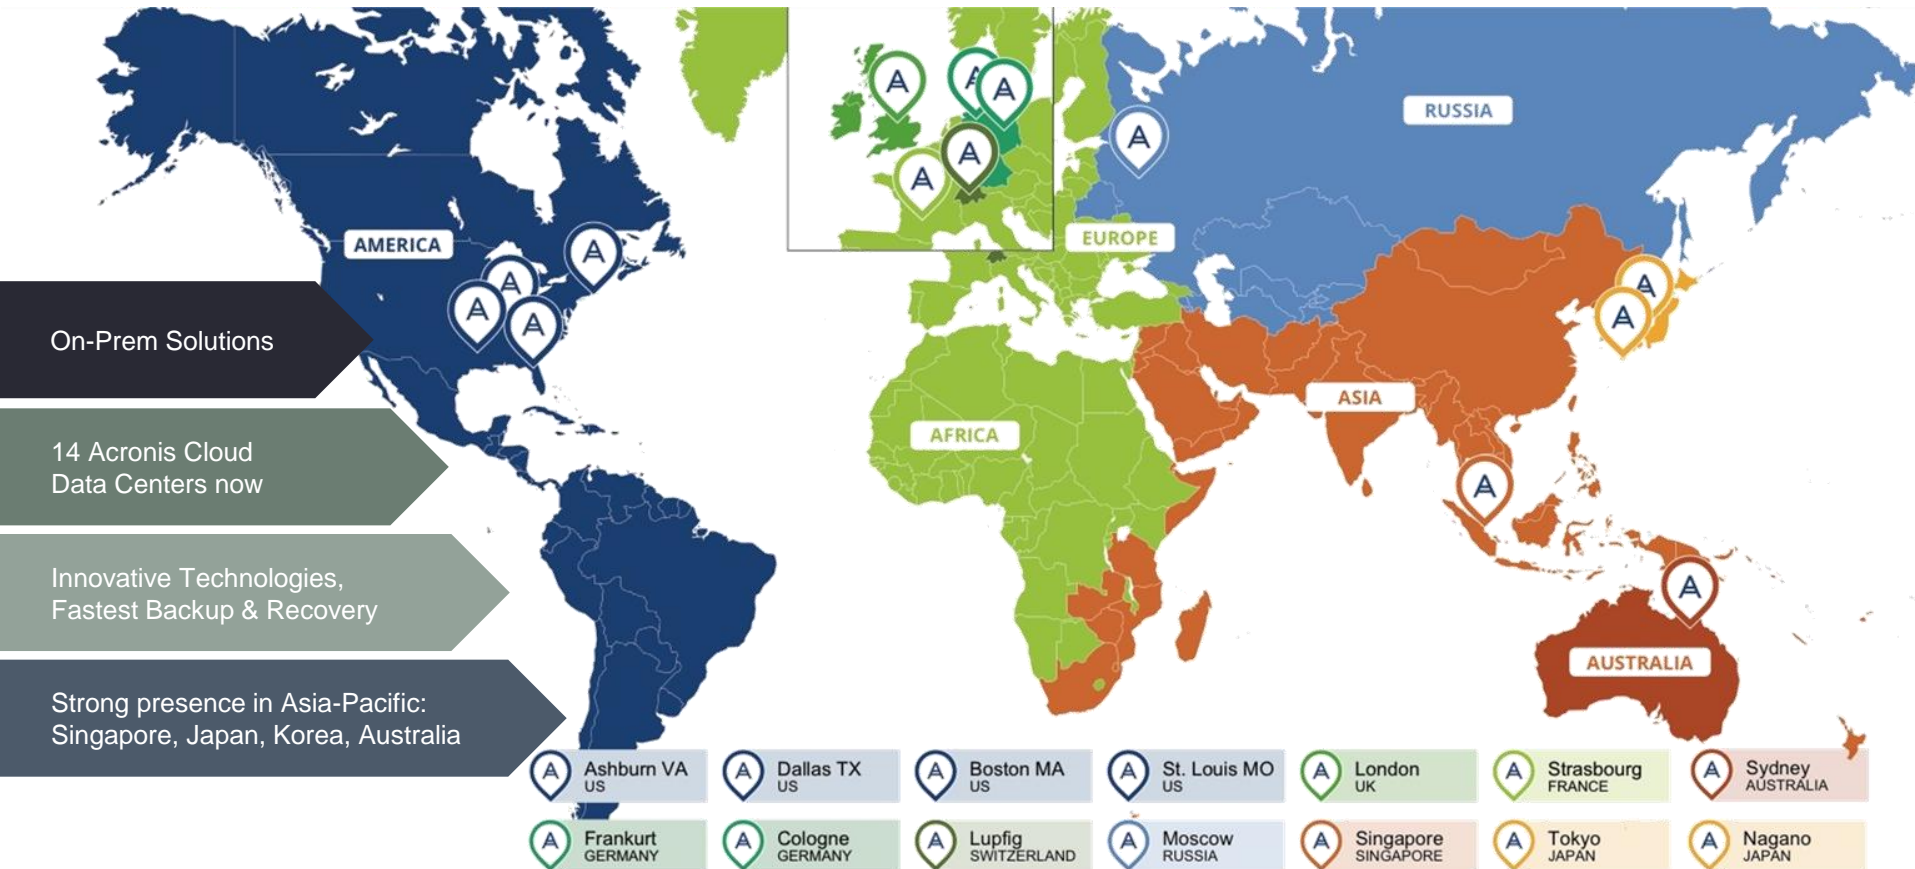 RUSSIA
AMERICA
EUROPE
On-Prem Solutions
ASIA
AFRICA
14 Acronis Cloud
Data Centers now
Innovative Technologies,
Fastest Backup & Recovery
AUSTRALIA
Strong presence in Asia-Pacific:
Singapore, Japan, Korea, Australia
Ashburn VA
US
Dallas TX
US
Boston MA
US
St. Louis MO
US
London
UK
Strasbourg
FRANCE
Sydney
AUSTRALIA
Frankurt
GERMANY
Cologne
GERMANY
Lupfig
SWITZERLAND
Moscow
RUSSIA
Singapore
SINGAPORE
Tokyo
JAPAN
Nagano
JAPAN